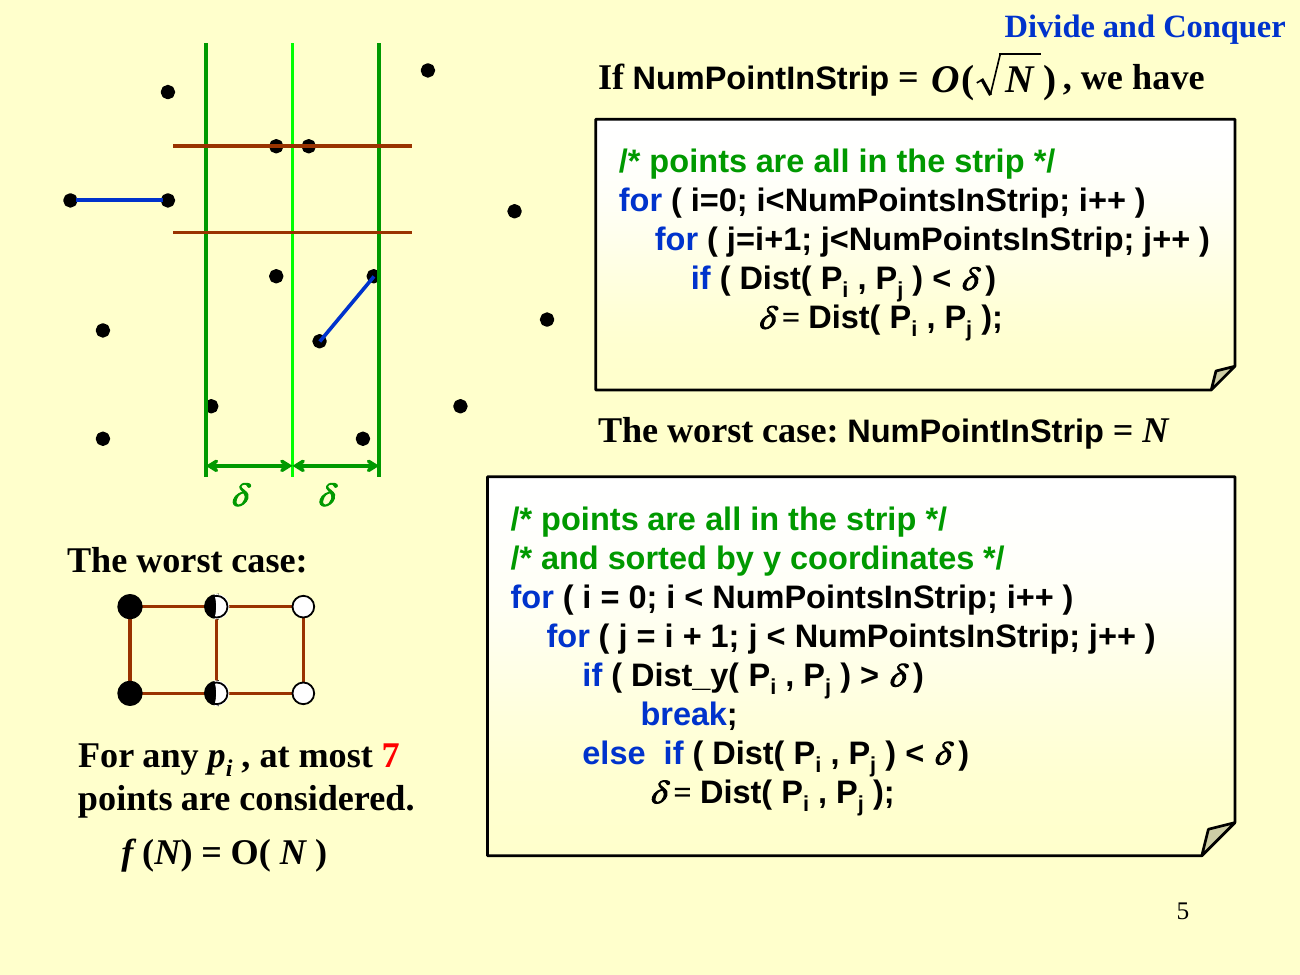 Divide and Conquer
If NumPointInStrip = O(√N) , we have
/* points are all in the strip */
for ( i=0; i<NumPointsInStrip; i++ )
for ( j=i+1; j<NumPointsInStrip; j++ )
if ( Dist( Pi , Pj ) < δ )
δ = Dist( Pi , Pj );
The worst case: NumPointInStrip = N
/* points are all in the strip */
/* and sorted by y coordinates */
for ( i = 0; i < NumPointsInStrip; i++ )
for ( j = i + 1; j < NumPointsInStrip; j++ )
if ( Dist_y( Pi , Pj ) > δ )
break;
else if ( Dist( Pi , Pj ) < δ )
δ = Dist( Pi , Pj );
δ δ
The worst case:
For any pi , at most 7
points are considered.
f (N) = O( N )
5